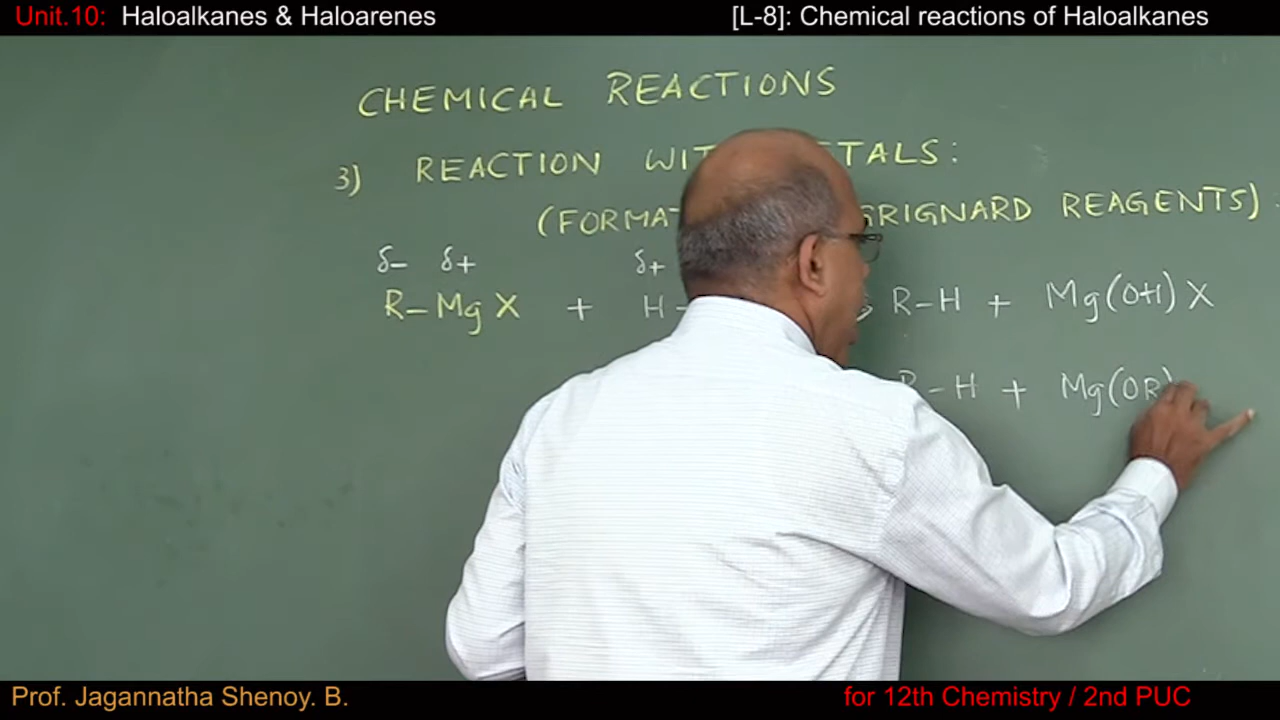 Unit.10: Haloalkanes & Haloarenes
[L-8]: Chemical reactions of Haloalkanes
CHEMICAL REACTIONS
3) REACTION WIT TALS:
(FORMAT GRIGNARD REAGENTS)
δ- δ+ δ+
R-Mg X + H- R-H + Mg(OH)X
R-H + Mg(OR)
Prof. Jagannatha Shenoy. B.
for 12th Chemistry / 2nd PUC